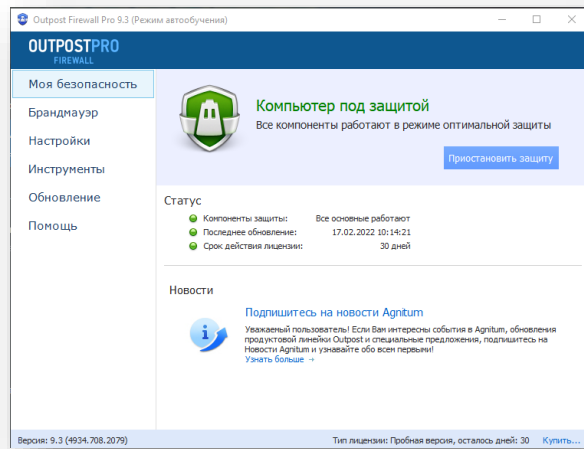 Outpost Firewall Pro 9.3 (Режим автообучения)
OUTPOSTPRO
FIREWALL
Моя безопасность
Брандмауэр
Настройки
Инструменты
Обновление
Помощь
Компьютер под защитой
Все компоненты работают в режиме оптимальной защиты
Приостановить защиту
Статус
Компоненты защиты: Все основные работают
Последнее обновление: 17.02.2022 10:14:21
Срок действия лицензии: 30 дней
Новости
Подпишитесь на новости Agnitum
Уважаемый пользователь! Если Вам интересны события в Agnitum, обновления
продуктовой линейки Outpost и специальные предложения, подпишитесь на
Новости Agnitum и узнавайте обо всем первыми!
Узнать больше →
Версия: 9.3 (4934.708.2079) Тип лицензии: Пробная версия, осталось дней: 30 Купить...